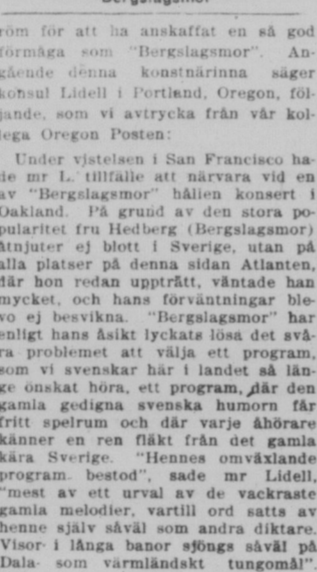 Bergslagsmor
röm för att ha anskaffat en så god
förmåga som "Bergslagsmor". An-
gående denna konstnärinna säger
konsul Lidell i Portland, Oregon, föl-
jande, som vi avtrycka från vår kol-
lega Oregon Posten:
Under vistelsen i San Francisco ha-
de mr L. tillfälle att närvara vid en
av "Bergslagsmor" hållen konsert i
Oakland. På grund av den stora po-
pularitet fru Hedberg (Bergslagsmor)
åtnjuter ej blott i Sverige, utan på
alla platser på denna sidan Atlanten,
där hon redan uppträtt, väntade han
mycket, och hans förväntningar ble-
vo ej besvikna. "Bergslagsmor" har
enligt hans åsikt lyckats lösa det svå-
ra problemet att välja ett program,
som vi svenskar här i landet så län-
ge önskat höra, ett program, där den
gamla gedigna svenska humorn får
fritt spelrum och där varje åhörare
känner en ren fläkt från det gamla
kära Sverige. "Hennes omväxlande
program bestod", sade mr Lidell,
"mest av ett urval av de vackraste
gamla melodier, vartill ord satts av
henne själv såväl som andra diktare.
Visor i långa banor sjöngs såväl på
Dala- som värmländskt tungomål".